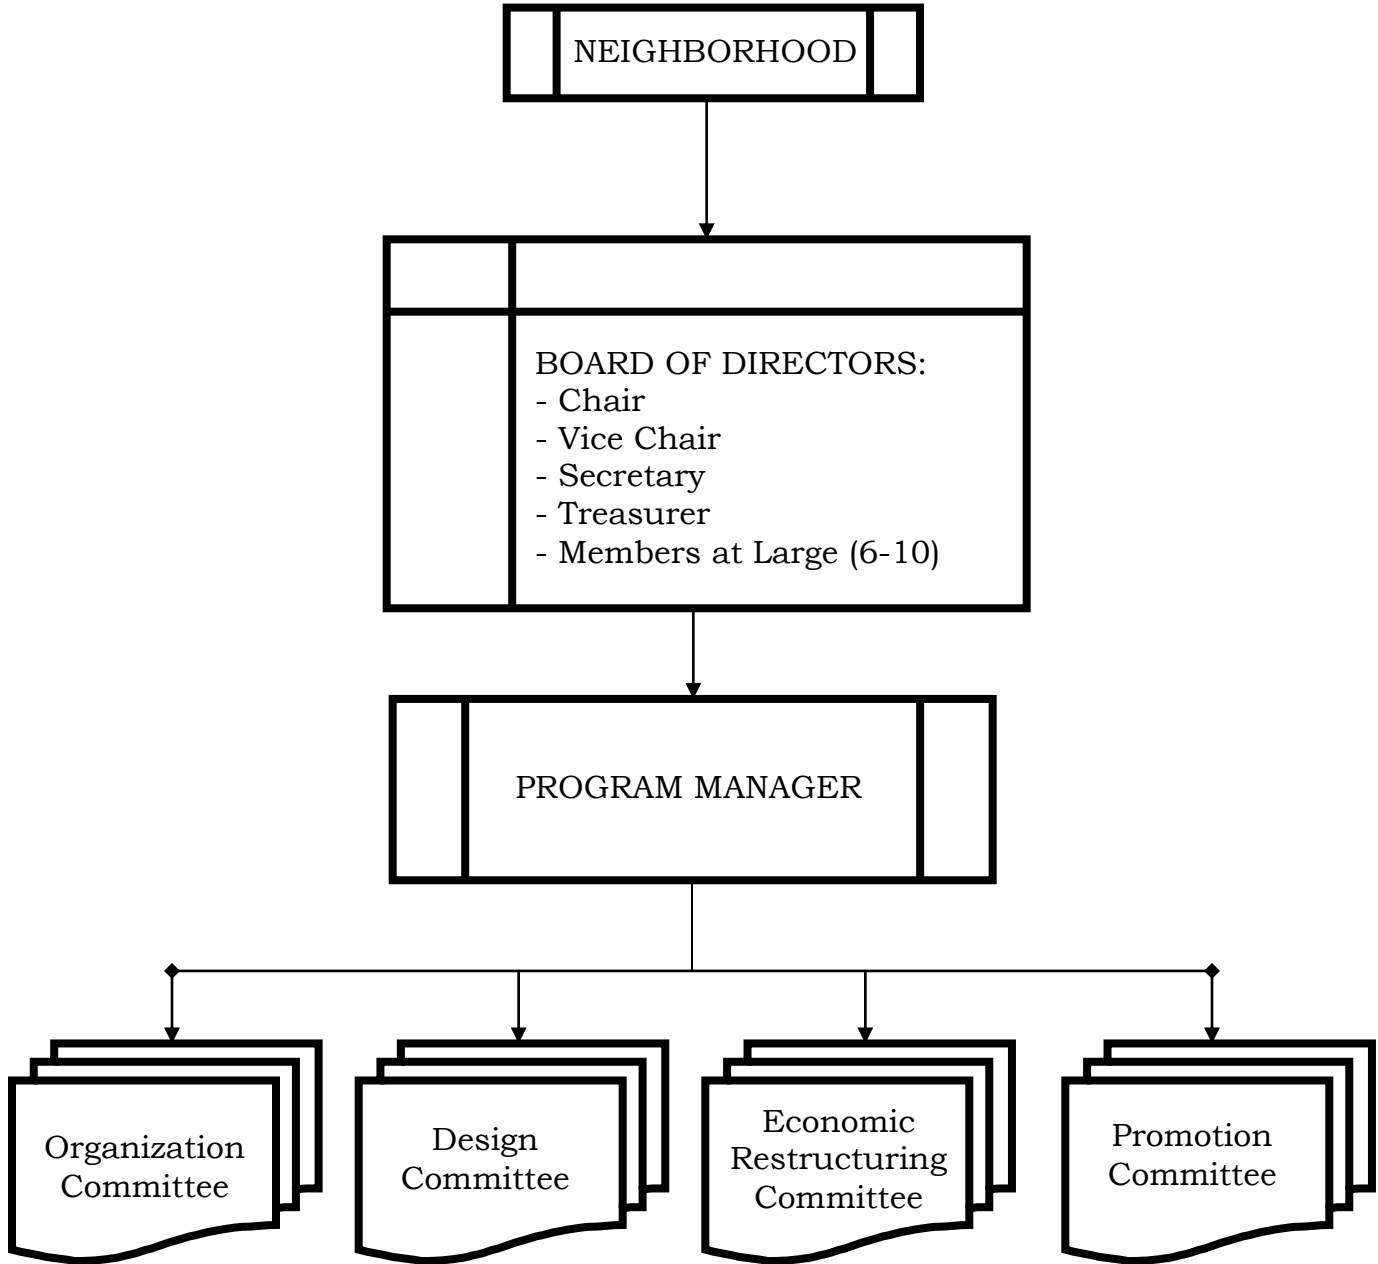 NEIGHBORHOOD
BOARD OF DIRECTORS:
- Chair
- Vice Chair
- Secretary
- Treasurer
- Members at Large (6-10)
PROGRAM MANAGER
Organization
Committee
Design
Committee
Economic
Restructuring
Committee
Promotion
Committee